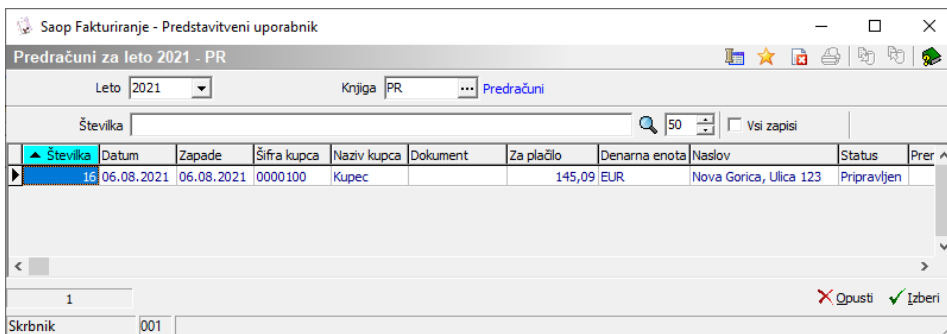 Saop Fakturiranje - Predstavitveni uporabnik
Predračuni za leto 2021 - PR
Leto 2021 Knjiga PR ... Predračuni
Številka 50 Vsi zapisi
Številka Datum Zapade Šifra kupca Naziv kupca Dokument Za plačilo Denarna enota Naslov Status Prer
16 06.08.2021 06.08.2021 0000100 Kupec 145,09 EUR Nova Gorica, Ulica 123 Pripravljen
1 Opusti Izberi
Skrbnik 001